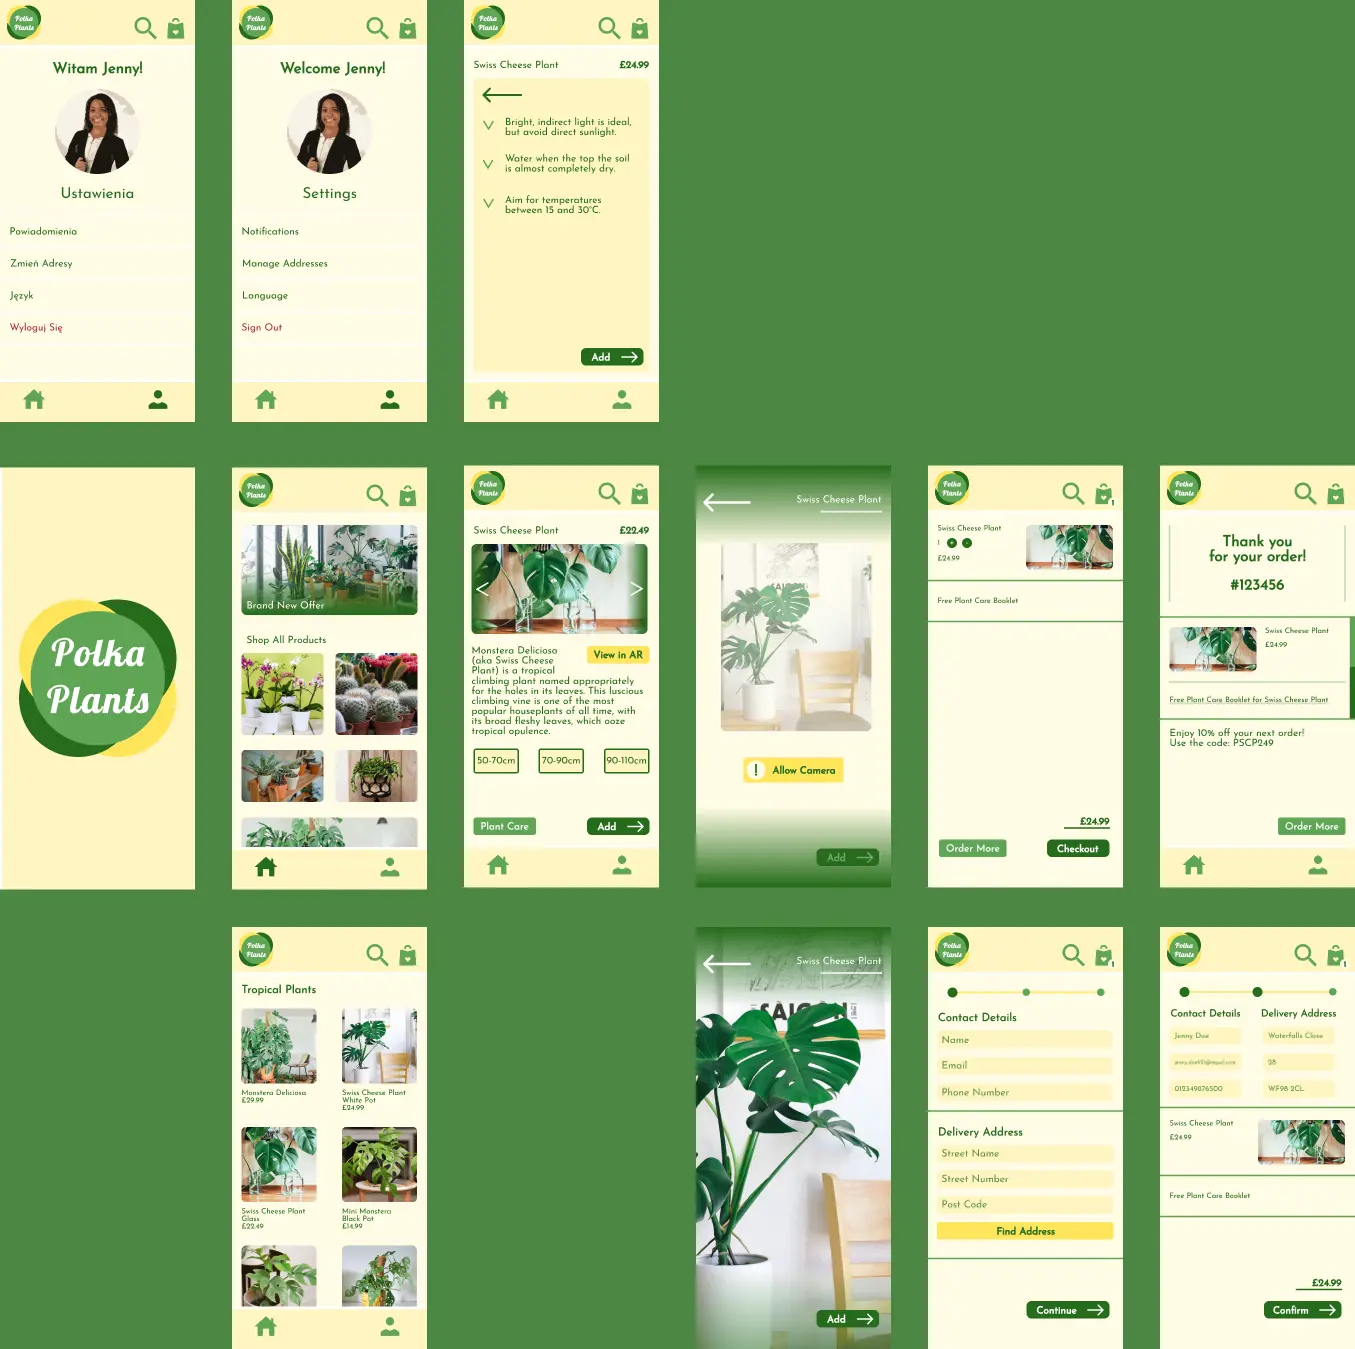 Polka
Plants
Witam Jenny!
Ustawienia
Powiadomienia
Zmień Adresy
Język
Wyloguj Się
Polka
Plants
Welcome Jenny!
Settings
Notifications
Manage Addresses
Language
Sign Out
Polka
Plants
Swiss Cheese Plant £24.99
Bright, indirect light is ideal,
but avoid direct sunlight.
Water when the top the soil
is almost completely dry.
Aim for temperatures
between 15 and 30°C.
Add
Polka
Plants
Polka
Plants
Brand New Offer
Shop All Products
Polka
Plants
Swiss Cheese Plant £22.49
Monstera Deliciosa
(aka Swiss Cheese
Plant) is a tropical
View in AR
climbing plant named appropriately
for the holes in its leaves. This luscious
climbing vine is one of the most
popular houseplants of all time, with
its broad fleshy leaves, which ooze
tropical opulence.
50-70cm 70-90cm 90-110cm
Plant Care Add
Swiss Cheese Plant
SAIGON
! Allow Camera
Add
Polka
Plants
1
Swiss Cheese Plant
1 + -
£24.99
Free Plant Care Booklet
£24.99
Order More Checkout
Polka
Plants
Thank you
for your order!
#123456
Swiss Cheese Plant
£24.99
Free Plant Care Booklet for Swiss Cheese Plant
Enjoy 10% off your next order!
Use the code: PSCP249
Order More
Polka
Plants
Tropical Plants
Monstera Deliciosa
£29.99
Swiss Cheese Plant
White Pot
£24.99
Swiss Cheese Plant
Glass
£22.49
Mini Monstera
Black Pot
£14.99
Swiss Cheese Plant
SAIGON
Add
Polka
Plants
1
Contact Details
Name
Email
Phone Number
Delivery Address
Street Name
Street Number
Post Code
Find Address
Continue
Polka
Plants
1
Contact Details Delivery Address
Jenny Doe Waterfalls Close
28
012349876500 WF98 2CL
Swiss Cheese Plant
£24.99
Free Plant Care Booklet
£24.99
Confirm